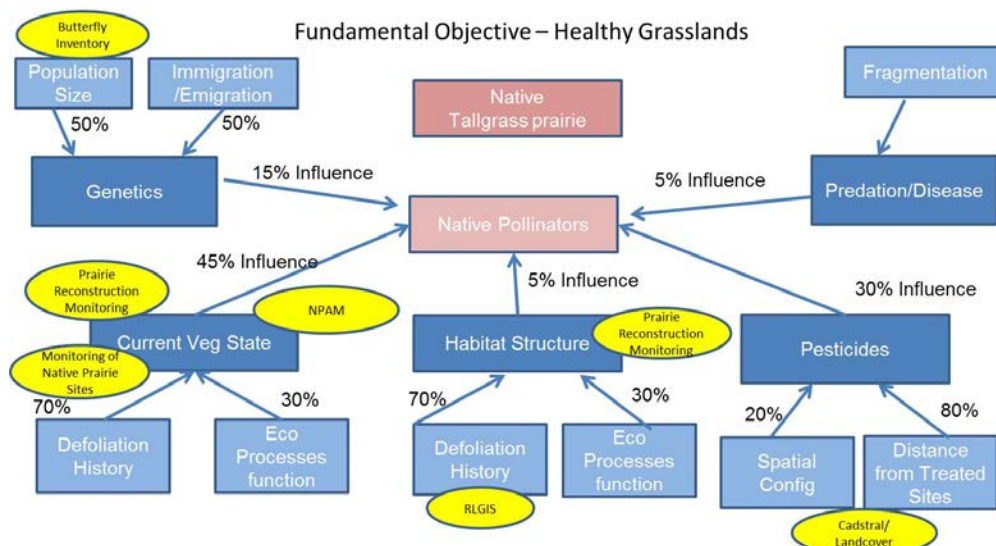 Fundamental Objective – Healthy Grasslands
Butterfly
Inventory
Population
Size
Immigration
/Emigration
Native
Tallgrass prairie
Fragmentation
50%
50%
Genetics
15% Influence
5% Influence
Predation/Disease
Native Pollinators
45% Influence
5% Influence
30% Influence
Prairie
Reconstruction
Monitoring
NPAM
Current Veg State
Monitoring of
Native Prairie
Sites
Habitat Structure
Prairie
Reconstruction
Monitoring
Pesticides
70%
30%
70%
30%
20%
80%
Defoliation
History
Eco
Processes
function
Defoliation
History
RLGIS
Eco
Processes
function
Spatial
Config
Distance
from Treated
Sites
Cadstral/
Landcover